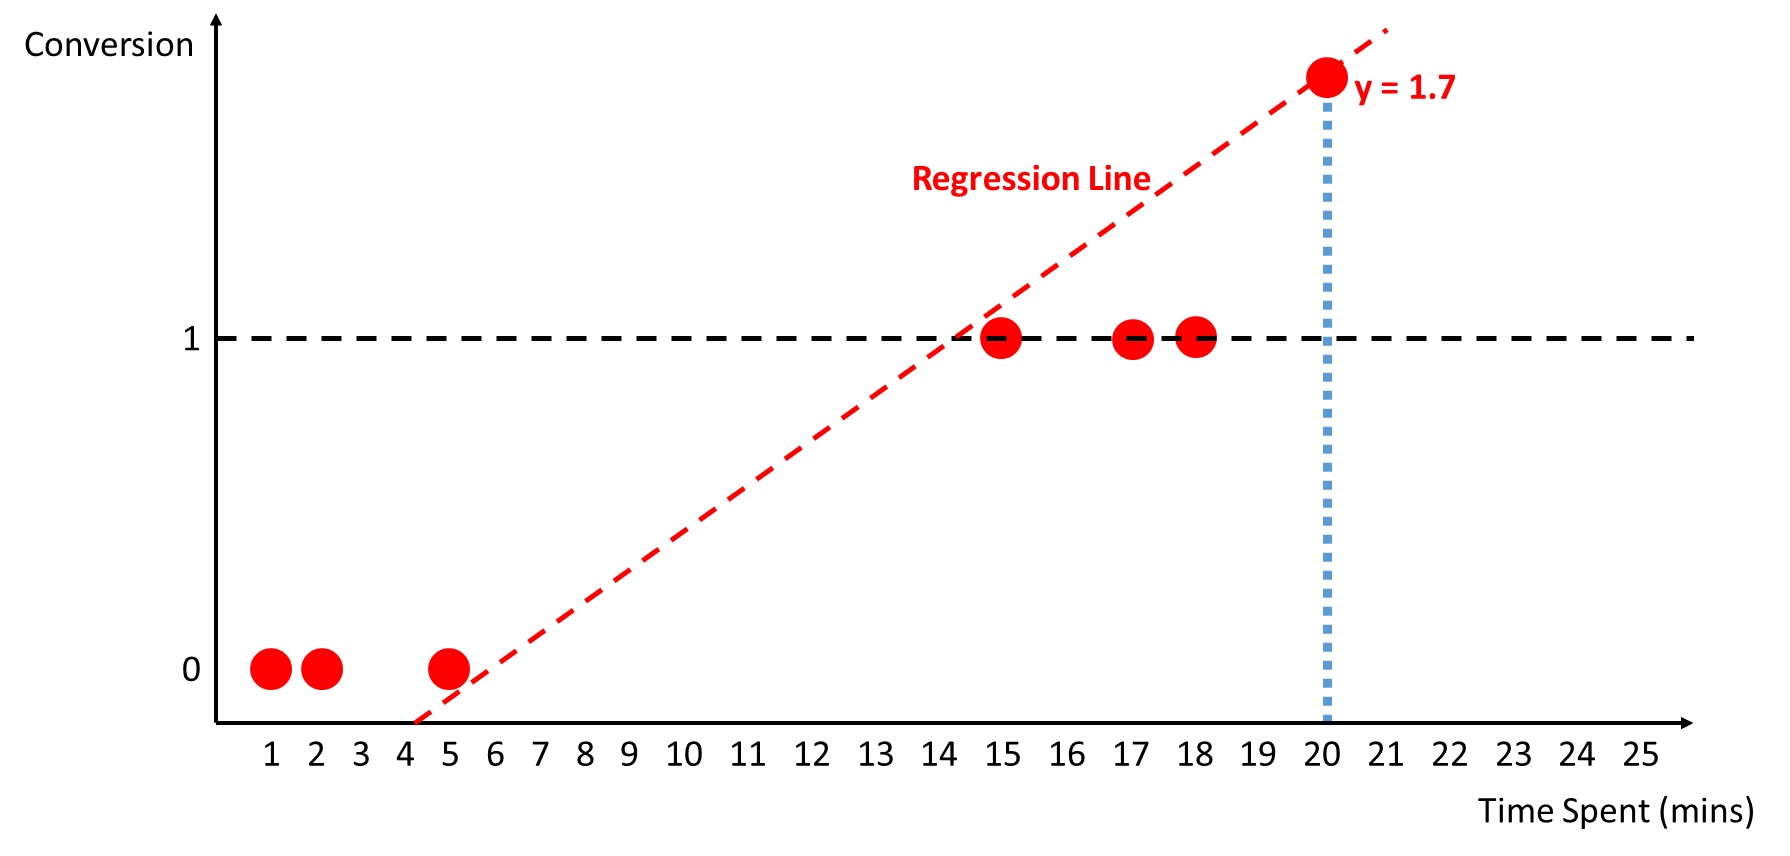 Conversion
y = 1.7
Regression Line
1
0
1 2 3 4 5 6 7 8 9 10 11 12 13 14 15 16 17 18 19 20 21 22 23 24 25
Time Spent (mins)